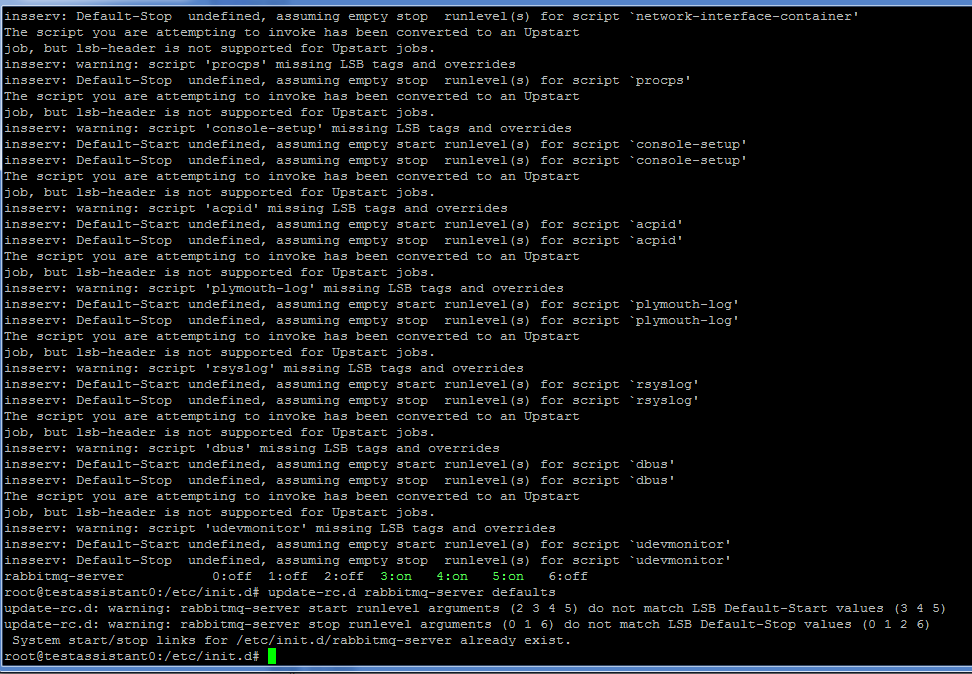 insserv: Default-Stop  undefined, assuming empty stop  runlevel(s) for script `network-interface-container'
The script you are attempting to invoke has been converted to an Upstart
job, but lsb-header is not supported for Upstart jobs.
insserv: warning: script 'procps' missing LSB tags and overrides
insserv: Default-Stop  undefined, assuming empty stop  runlevel(s) for script `procps'
The script you are attempting to invoke has been converted to an Upstart
job, but lsb-header is not supported for Upstart jobs.
insserv: warning: script 'console-setup' missing LSB tags and overrides
insserv: Default-Start undefined, assuming empty start runlevel(s) for script `console-setup'
insserv: Default-Stop  undefined, assuming empty stop  runlevel(s) for script `console-setup'
The script you are attempting to invoke has been converted to an Upstart
job, but lsb-header is not supported for Upstart jobs.
insserv: warning: script 'acpid' missing LSB tags and overrides
insserv: Default-Start undefined, assuming empty start runlevel(s) for script `acpid'
insserv: Default-Stop  undefined, assuming empty stop  runlevel(s) for script `acpid'
The script you are attempting to invoke has been converted to an Upstart
job, but lsb-header is not supported for Upstart jobs.
insserv: warning: script 'plymouth-log' missing LSB tags and overrides
insserv: Default-Start undefined, assuming empty start runlevel(s) for script `plymouth-log'
insserv: Default-Stop  undefined, assuming empty stop  runlevel(s) for script `plymouth-log'
The script you are attempting to invoke has been converted to an Upstart
job, but lsb-header is not supported for Upstart jobs.
insserv: warning: script 'rsyslog' missing LSB tags and overrides
insserv: Default-Start undefined, assuming empty start runlevel(s) for script `rsyslog'
insserv: Default-Stop  undefined, assuming empty stop  runlevel(s) for script `rsyslog'
The script you are attempting to invoke has been converted to an Upstart
job, but lsb-header is not supported for Upstart jobs.
insserv: warning: script 'dbus' missing LSB tags and overrides
insserv: Default-Start undefined, assuming empty start runlevel(s) for script `dbus'
insserv: Default-Stop  undefined, assuming empty stop  runlevel(s) for script `dbus'
The script you are attempting to invoke has been converted to an Upstart
job, but lsb-header is not supported for Upstart jobs.
insserv: warning: script 'udevmonitor' missing LSB tags and overrides
insserv: Default-Start undefined, assuming empty start runlevel(s) for script `udevmonitor'
insserv: Default-Stop  undefined, assuming empty stop  runlevel(s) for script `udevmonitor'
rabbitmq-server           0:off  1:off  2:off  3:on   4:on   5:on   6:off
root@testassistant0:/etc/init.d# update-rc.d rabbitmq-server defaults
update-rc.d: warning: rabbitmq-server start runlevel arguments (2 3 4 5) do not match LSB Default-Start values (3 4 5)
update-rc.d: warning: rabbitmq-server stop runlevel arguments (0 1 6) do not match LSB Default-Stop values (0 1 2 6)
 System start/stop links for /etc/init.d/rabbitmq-server already exist.
root@testassistant0:/etc/init.d#